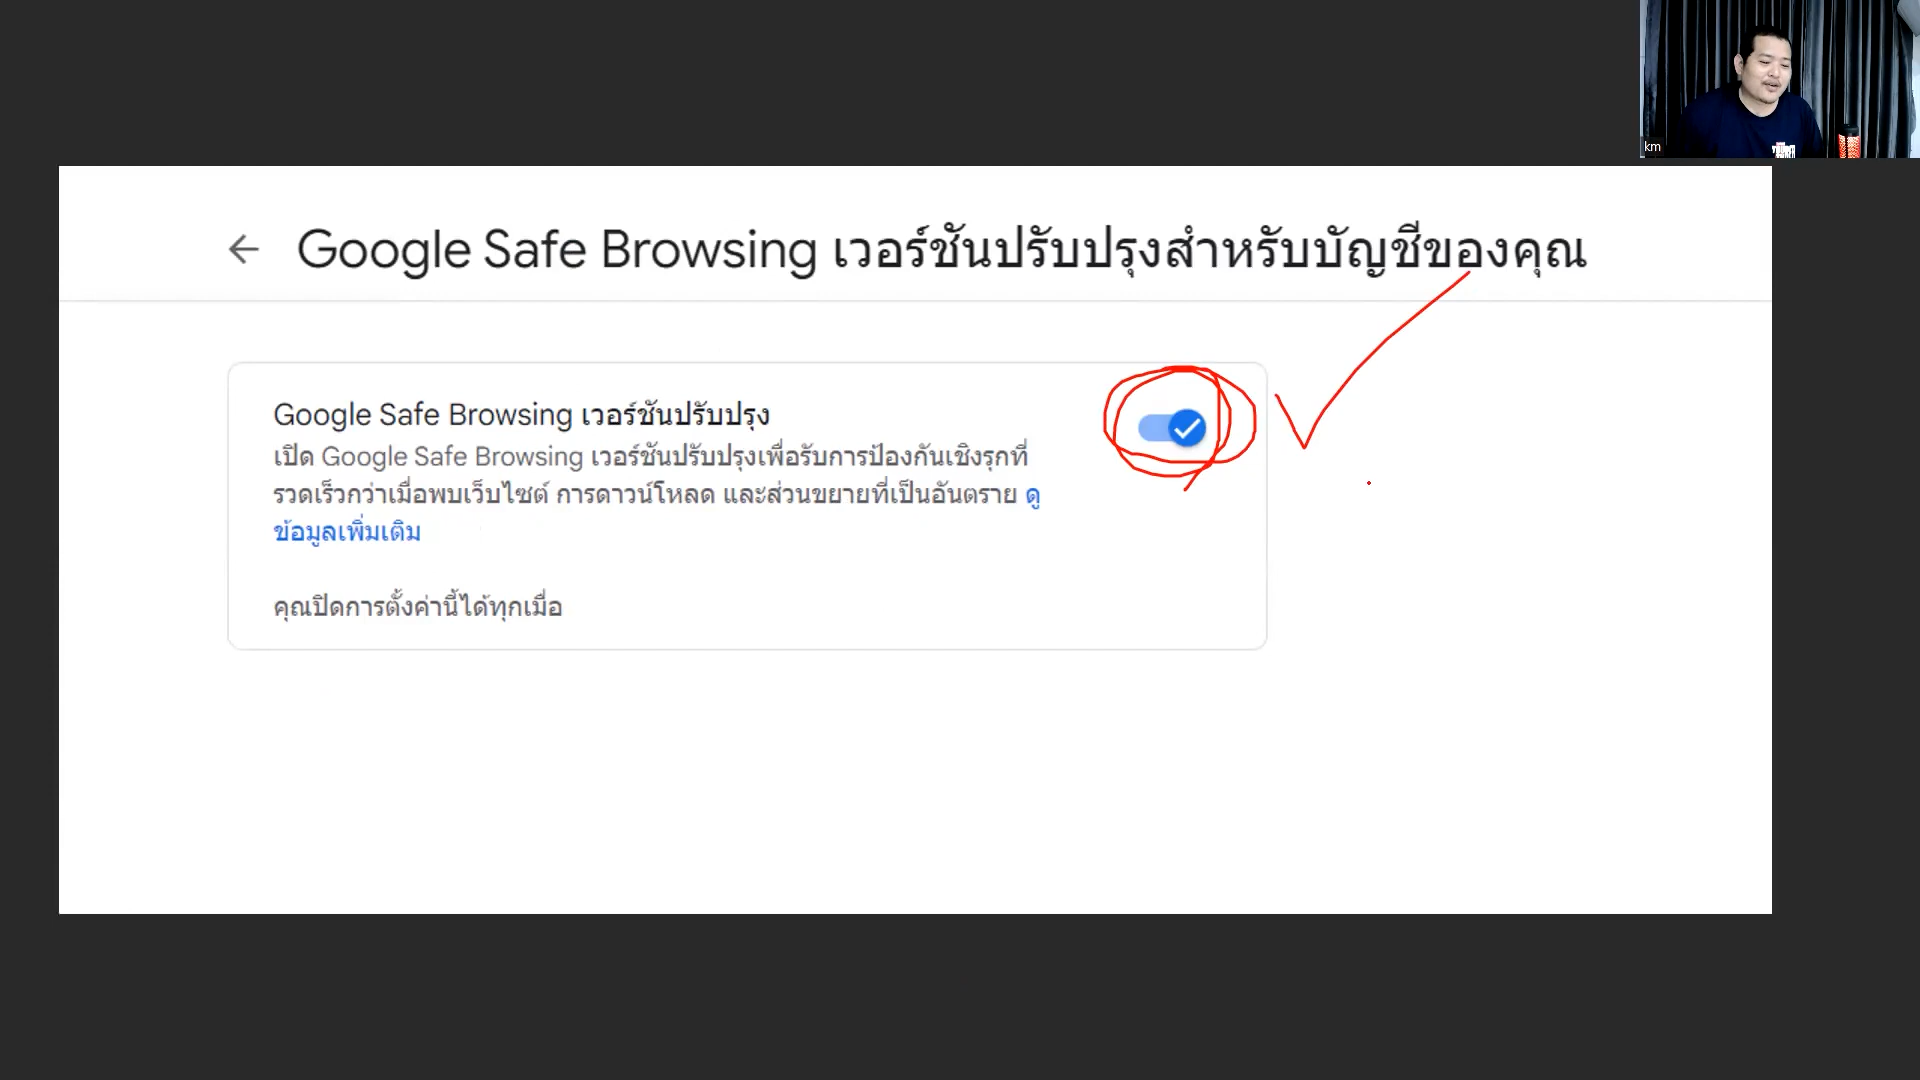 km
Google Safe Browsing เวอร์ชันปรับปรุงสำหรับบัญชีของคุณ
Google Safe Browsing เวอร์ชันปรับปรุง
เปิด Google Safe Browsing เวอร์ชันปรับปรุงเพื่อรับการป้องกันเชิงรุกที่
รวดเร็วกว่าเมื่อพบเว็บไซต์ การดาวน์โหลด และส่วนขยายที่เป็นอันตราย ดู
ข้อมูลเพิ่มเติม
คุณปิดการตั้งค่านี้ได้ทุกเมื่อ